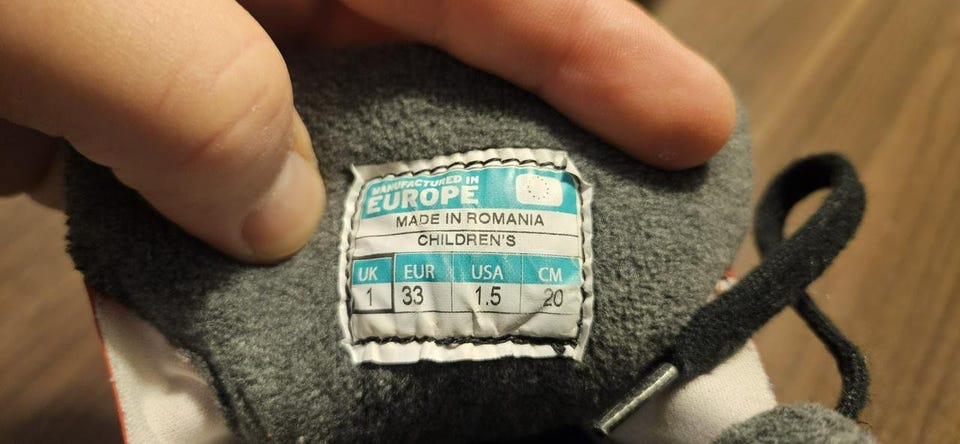 MANUFACTURED IN
EUROPE
MADE IN ROMANIA
CHILDREN'S
UK EUR USA CM
1 33 1.5 20